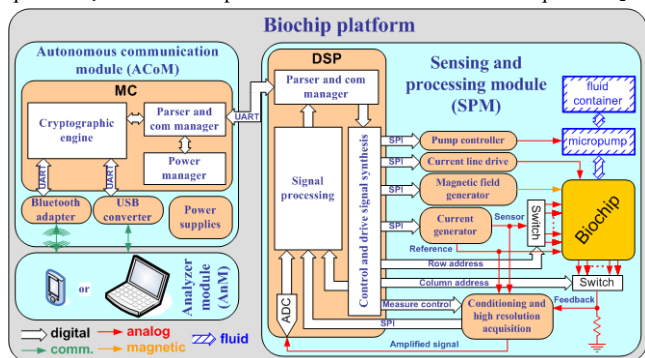 Biochip platform
Autonomous communication
module (ACoM)
MC
Cryptographic
engine
Parser and
com manager
Power
manager
UART
UART
UART
Bluetooth
adapter
USB
converter
Power
supplies
or
Analyzer
module
(AnM)
DSP
Parser and com
manager
Signal
processing
Control and drive signal synthesis
ADC
Sensing and
processing module
(SPM)
SPI
Pump controller
SPI
Current line drive
SPI
Magnetic field
generator
SPI
Current
generator
Sensor
Switch
Reference
Row address
Column address
Switch
Measure control
SPI
Conditioning and
high resolution
acquisition
Feedback
Amplified signal
fluid
container
micropump
Biochip
digital
analog
fluid
comm.
magnetic